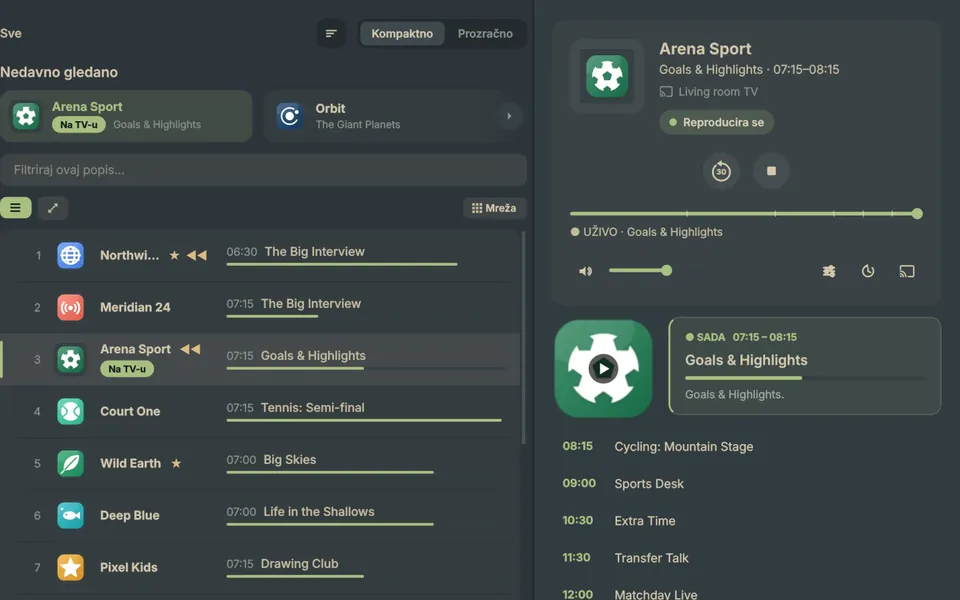 Sve
Kompaktno
Prozračno
Nedavno gledano
Arena Sport
Na TV-u
Goals & Highlights
Orbit
The Giant Planets
Filtriraj ovaj popis...
Mreža
1
Northwi...
06:30 The Big Interview
2
Meridian 24
07:15 The Big Interview
3
Arena Sport
Na TV-u
07:15 Goals & Highlights
4
Court One
07:15 Tennis: Semi-final
5
Wild Earth
07:00 Big Skies
6
Deep Blue
07:00 Life in the Shallows
7
Pixel Kids
07:15 Drawing Club
Arena Sport
Goals & Highlights · 07:15–08:15
Living room TV
Reproducira se
30
UŽIVO · Goals & Highlights
SADA 07:15 – 08:15
Goals & Highlights
Goals & Highlights.
08:15 Cycling: Mountain Stage
09:00 Sports Desk
10:30 Extra Time
11:30 Transfer Talk
12:00 Matchday Live